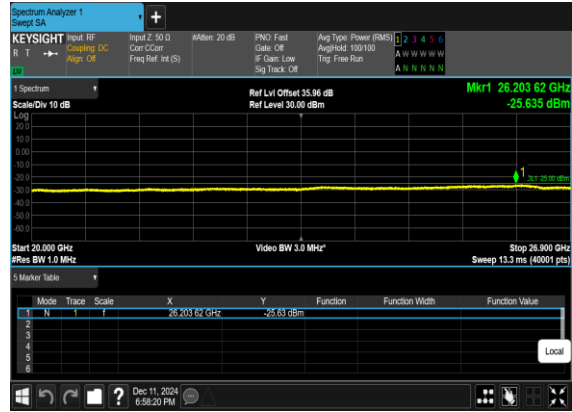 Spectrum Analyzer 1
Swept SA
+
KEYSIGHT Input: RF Input Z: 50 Ω #Atten: 20 dB PNO: Fast Avg Type: Power (RMS) 1 2 3 4 5 6
R T Coupling: DC Corr CCorr Gate: Off Avg|Hold: 100/100 A W W W W W
Align: Off Freq Ref: Int (S) IF Gain: Low Trig: Free Run
Sig Track: Off A N N N N N
1 Spectrum
Scale/Div 10 dB
Ref Lvl Offset 35.96 dB
Ref Level 30.00 dBm
Mkr1 26.203 62 GHz
-25.635 dBm
Log
20.0
10.0
0.00
-10.0
-20.0
-30.0
-40.0
-50.0
-60.0
1
DL1 -25.00 dBm
Start 20.000 GHz Video BW 3.0 MHz* Stop 26.900 GHz
#Res BW 1.0 MHz Sweep 13.3 ms (40001 pts)
5 Marker Table
Mode Trace Scale X Y Function Function Width Function Value
1 N 1 f 26.203 62 GHz -25.63 dBm
2
3
4
5
6
Local
? Dec 11, 2024
6:58:20 PM